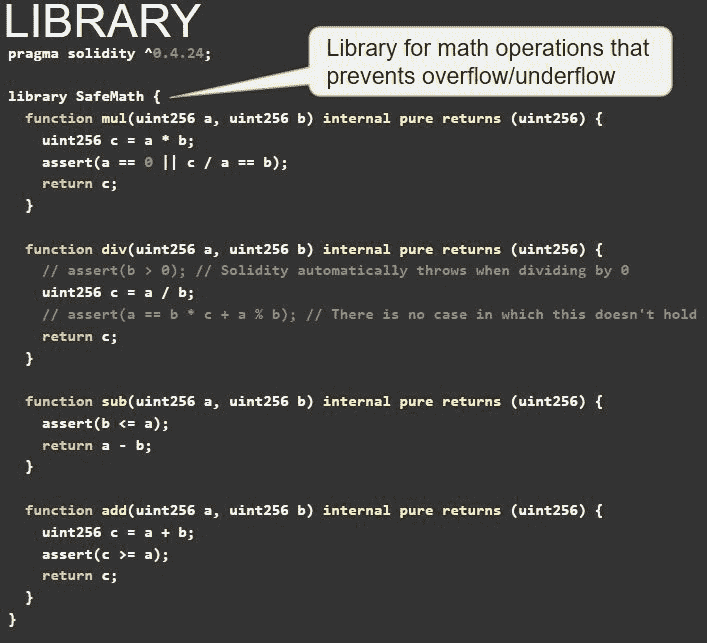 LIBRARY
pragma solidity ^0.4.24;
Library for math operations that
prevents overflow/underflow
library SafeMath {
function mul(uint256 a, uint256 b) internal pure returns (uint256) {
uint256 c = a * b;
assert(a == 0 || c / a == b);
return c;
}
function div(uint256 a, uint256 b) internal pure returns (uint256) {
// assert(b > 0); // Solidity automatically throws when dividing by 0
uint256 c = a / b;
// assert(a == b * c + a % b); // There is no case in which this doesn't hold
return c;
}
function sub(uint256 a, uint256 b) internal pure returns (uint256) {
assert(b <= a);
return a - b;
}
function add(uint256 a, uint256 b) internal pure returns (uint256) {
uint256 c = a + b;
assert(c >= a);
return c;
}
}